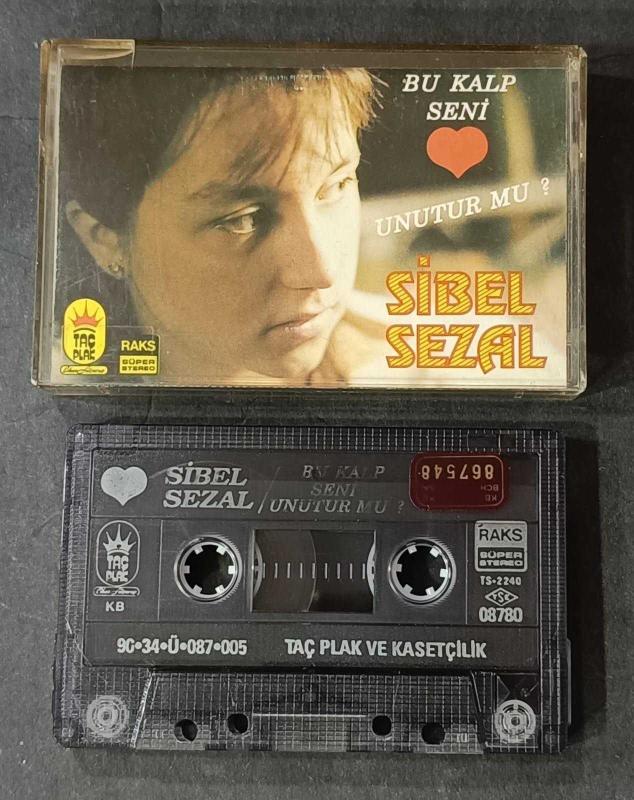 BU KALP
SENİ
UNUTUR MU ?
SİBEL
SEZAL
TAÇ
PLAK
RAKS
SÜPER
STEREO
SİBEL
SEZAL /
BU KALP
SENİ
UNUTUR MU ?
KB
BCH
867548
TAÇ
PLAK
KB
RAKS
SÜPER
STEREO
TS-2240
TSE
08780
90•34•Ü•087•005
TAÇ PLAK VE KASETÇİLİK